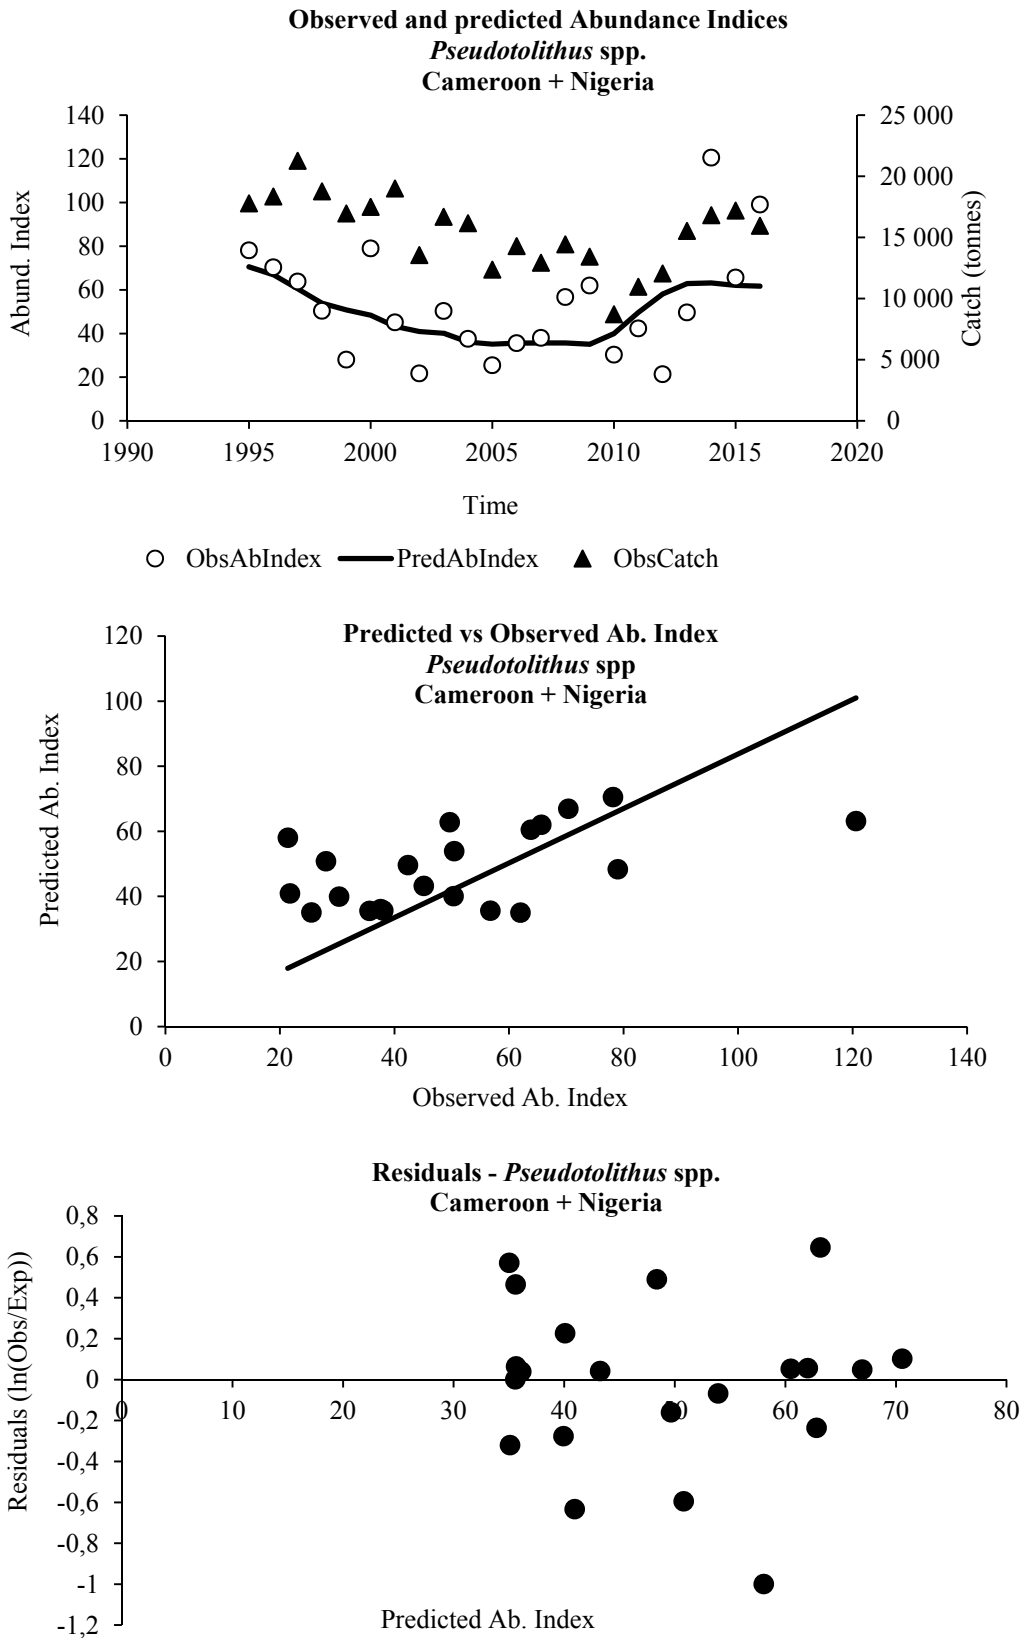 Observed and predicted Abundance Indices
Pseudotolithus spp.
Cameroon + Nigeria
140
120
100
80
60
40
20
0
Abund. Index
25 000
20 000
15 000
10 000
5 000
0
Catch (tonnes)
1990 1995 2000 2005 2010 2015 2020
Time
ObsAbIndex PredAbIndex ObsCatch
Predicted vs Observed Ab. Index
Pseudotolithus spp
Cameroon + Nigeria
120
100
80
60
40
20
0
Predicted Ab. Index
0 20 40 60 80 100 120 140
Observed Ab. Index
Residuals - Pseudotolithus spp.
Cameroon + Nigeria
0,8
0,6
0,4
0,2
0
-0,2
-0,4
-0,6
-0,8
-1
-1,2
Residuals (ln(Obs/Exp))
0 10 20 30 40 50 60 70 80
Predicted Ab. Index